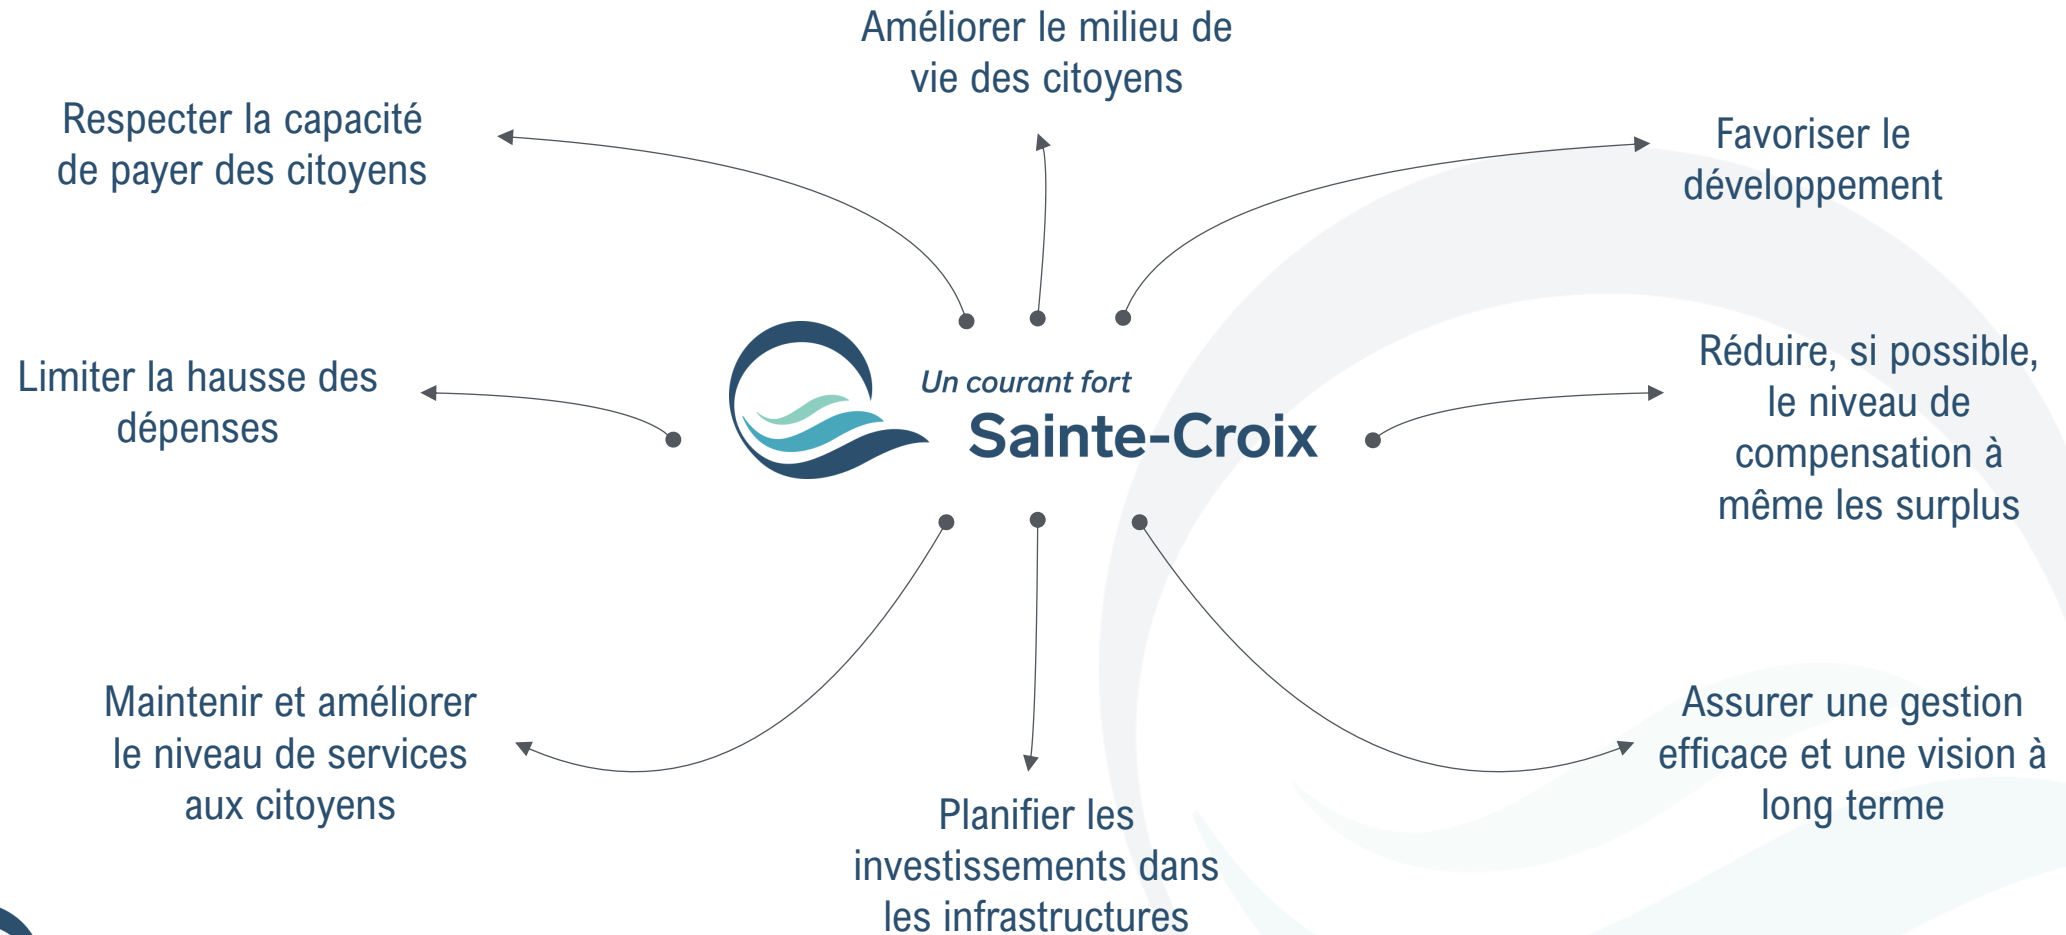 Améliorer le milieu de
vie des citoyens
Respecter la capacité
de payer des citoyens
Favoriser le
développement
Limiter la hausse des
dépenses
Un courant fort
Sainte-Croix
Réduire, si possible,
le niveau de
compensation à
même les surplus
Maintenir et améliorer
le niveau de services
aux citoyens
Planifier les
investissements dans
les infrastructures
Assurer une gestion
efficace et une vision à
long terme